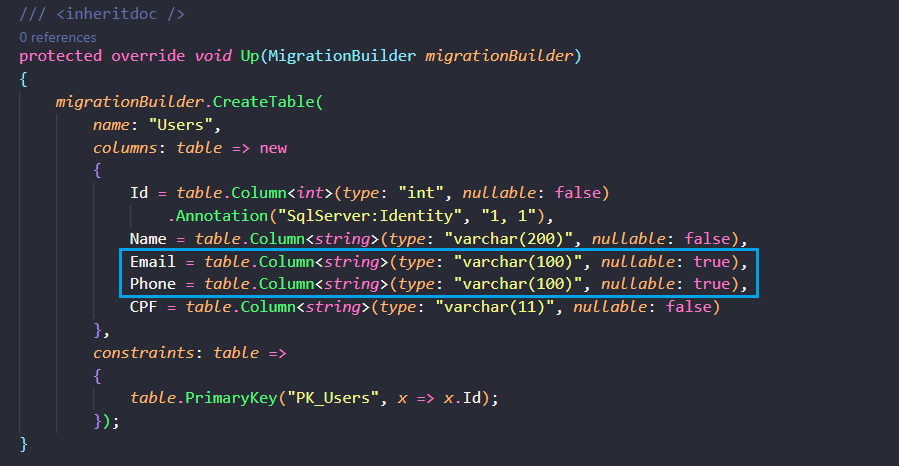 /// <inheritdoc />
0 references
protected override void Up(MigrationBuilder migrationBuilder)
{
migrationBuilder.CreateTable(
name: "Users",
columns: table => new
{
Id = table.Column<int>(type: "int", nullable: false)
.Annotation("SqlServer:Identity", "1, 1"),
Name = table.Column<string>(type: "varchar(200)", nullable: false),
Email = table.Column<string>(type: "varchar(100)", nullable: true),
Phone = table.Column<string>(type: "varchar(100)", nullable: true),
CPF = table.Column<string>(type: "varchar(11)", nullable: false)
},
constraints: table =>
{
table.PrimaryKey("PK_Users", x => x.Id);
});
}